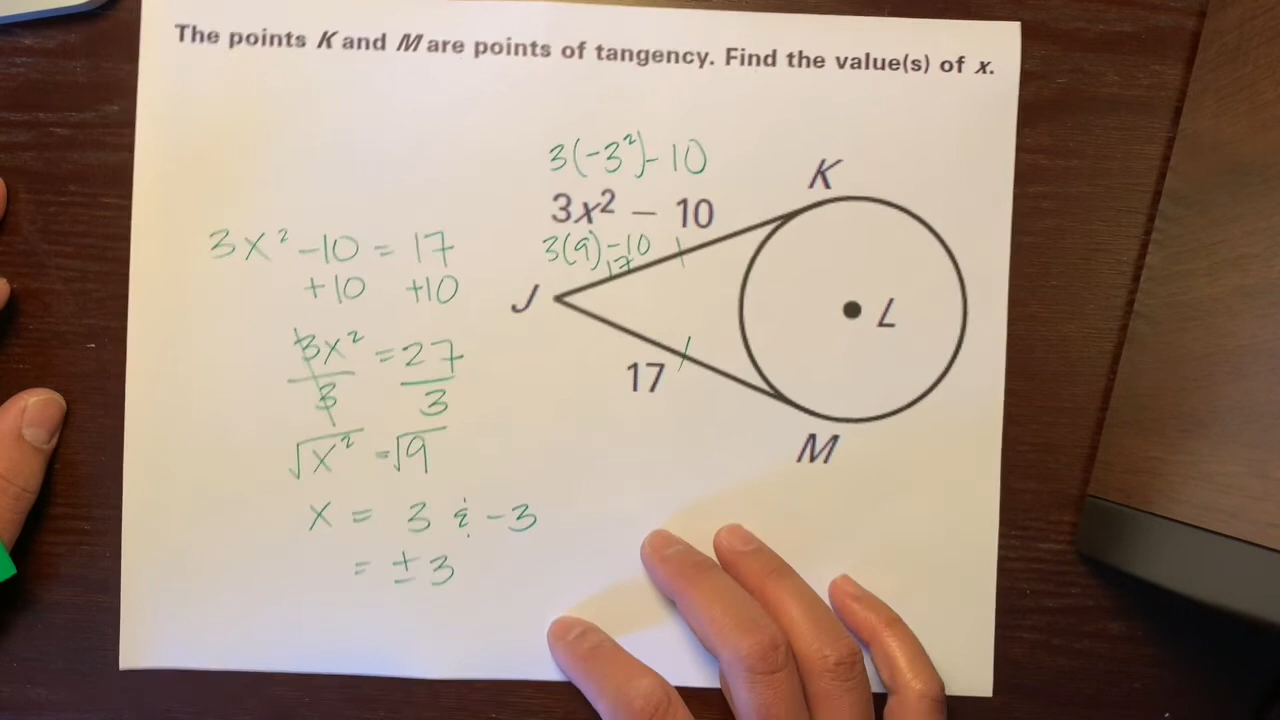 The points K and M are points of tangency. Find the value(s) of x.
3(-3²)-10
K
3x² − 10
3x² -10 = 17
3(9)-10
17
+10 +10
J
L
3x² = 27
3 3
17
√x² = √9
M
x = 3 & -3
= ±3